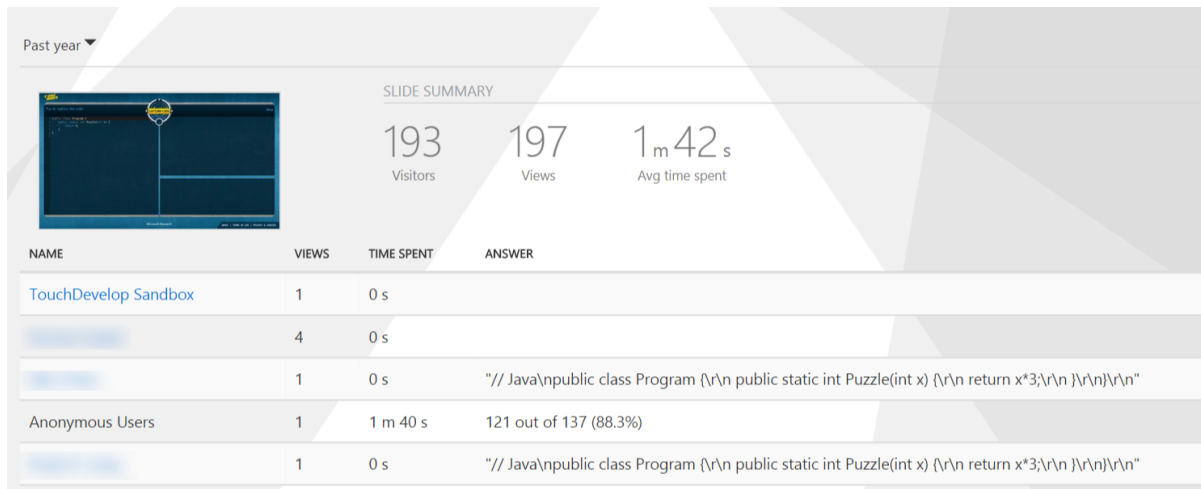 Past year
SLIDE SUMMARY
193 197 1 m 42 s
Visitors Views Avg time spent
NAME VIEWS TIME SPENT ANSWER
TouchDevelop Sandbox 1 0 s
4 0 s
1 0 s "// Java\npublic class Program {\r\n public static int Puzzle(int x) {\r\n return x*3;\r\n }\r\n}\r\n"
Anonymous Users 1 1 m 40 s 121 out of 137 (88.3%)
1 0 s "// Java\npublic class Program {\r\n public static int Puzzle(int x) {\r\n return x*3;\r\n }\r\n}\r\n"